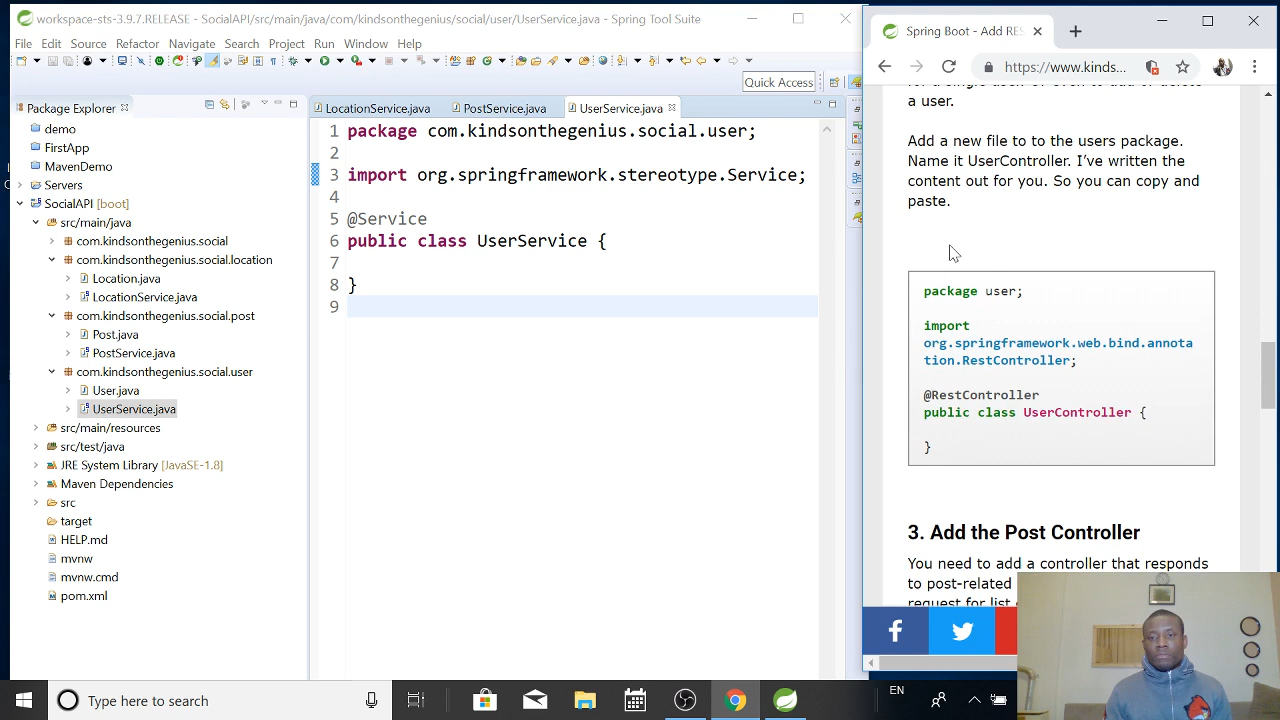 workspace-sts-3.9.7.RELEASE - SocialAPI/src/main/java/com/kindsonthegenius/social/user/UserService.java - Spring Tool Suite
File Edit Source Refactor Navigate Search Project Run Window Help
Quick Access
Package Explorer
demo
FirstApp
MavenDemo
Servers
SocialAPI [boot]
src/main/java
com.kindsonthegenius.social
com.kindsonthegenius.social.location
Location.java
LocationService.java
com.kindsonthegenius.social.post
Post.java
PostService.java
com.kindsonthegenius.social.user
User.java
UserService.java
src/main/resources
src/test/java
JRE System Library [JavaSE-1.8]
Maven Dependencies
src
target
HELP.md
mvnw
mvnw.cmd
pom.xml
LocationService.java PostService.java UserService.java
1 package com.kindsonthegenius.social.user;
2
3 import org.springframework.stereotype.Service;
4
5 @Service
6 public class UserService {
7
8 }
9
Spring Boot - Add RES
https://www.kinds...
a user.
Add a new file to to the users package.
Name it UserController. I've written the
content out for you. So you can copy and
paste.
package user;
import
org.springframework.web.bind.annota
tion.RestController;
@RestController
public class UserController {
}
3. Add the Post Controller
You need to add a controller that responds
to post-related
request for list
Type here to search
EN